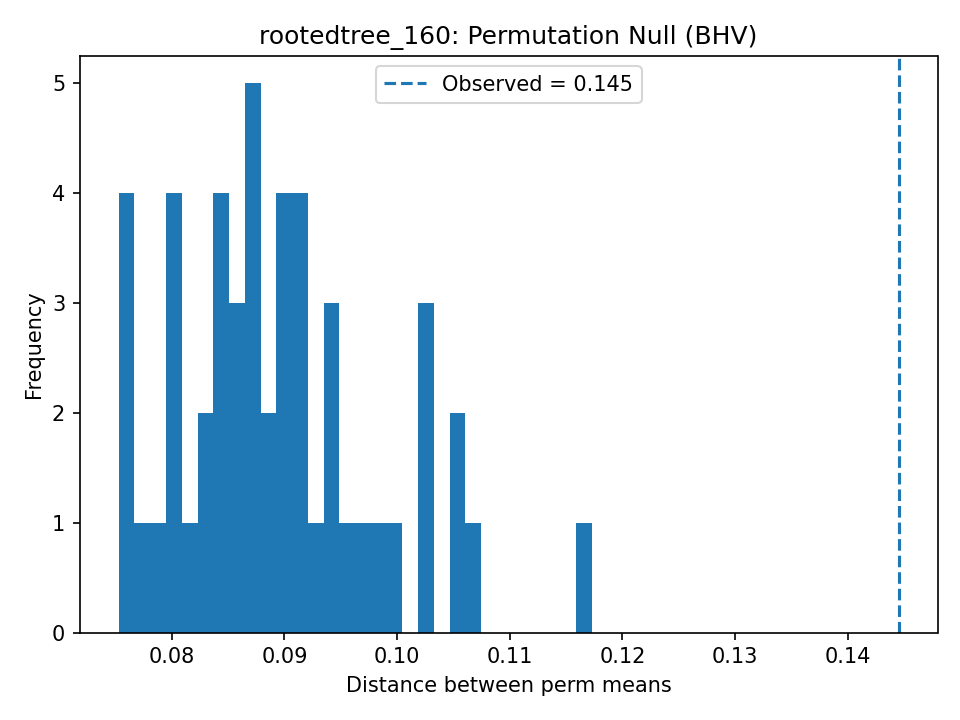 rootedtree_160: Permutation Null (BHV)
Observed = 0.145
Frequency
5
4
3
2
1
0
0.08 0.09 0.10 0.11 0.12 0.13 0.14
Distance between perm means